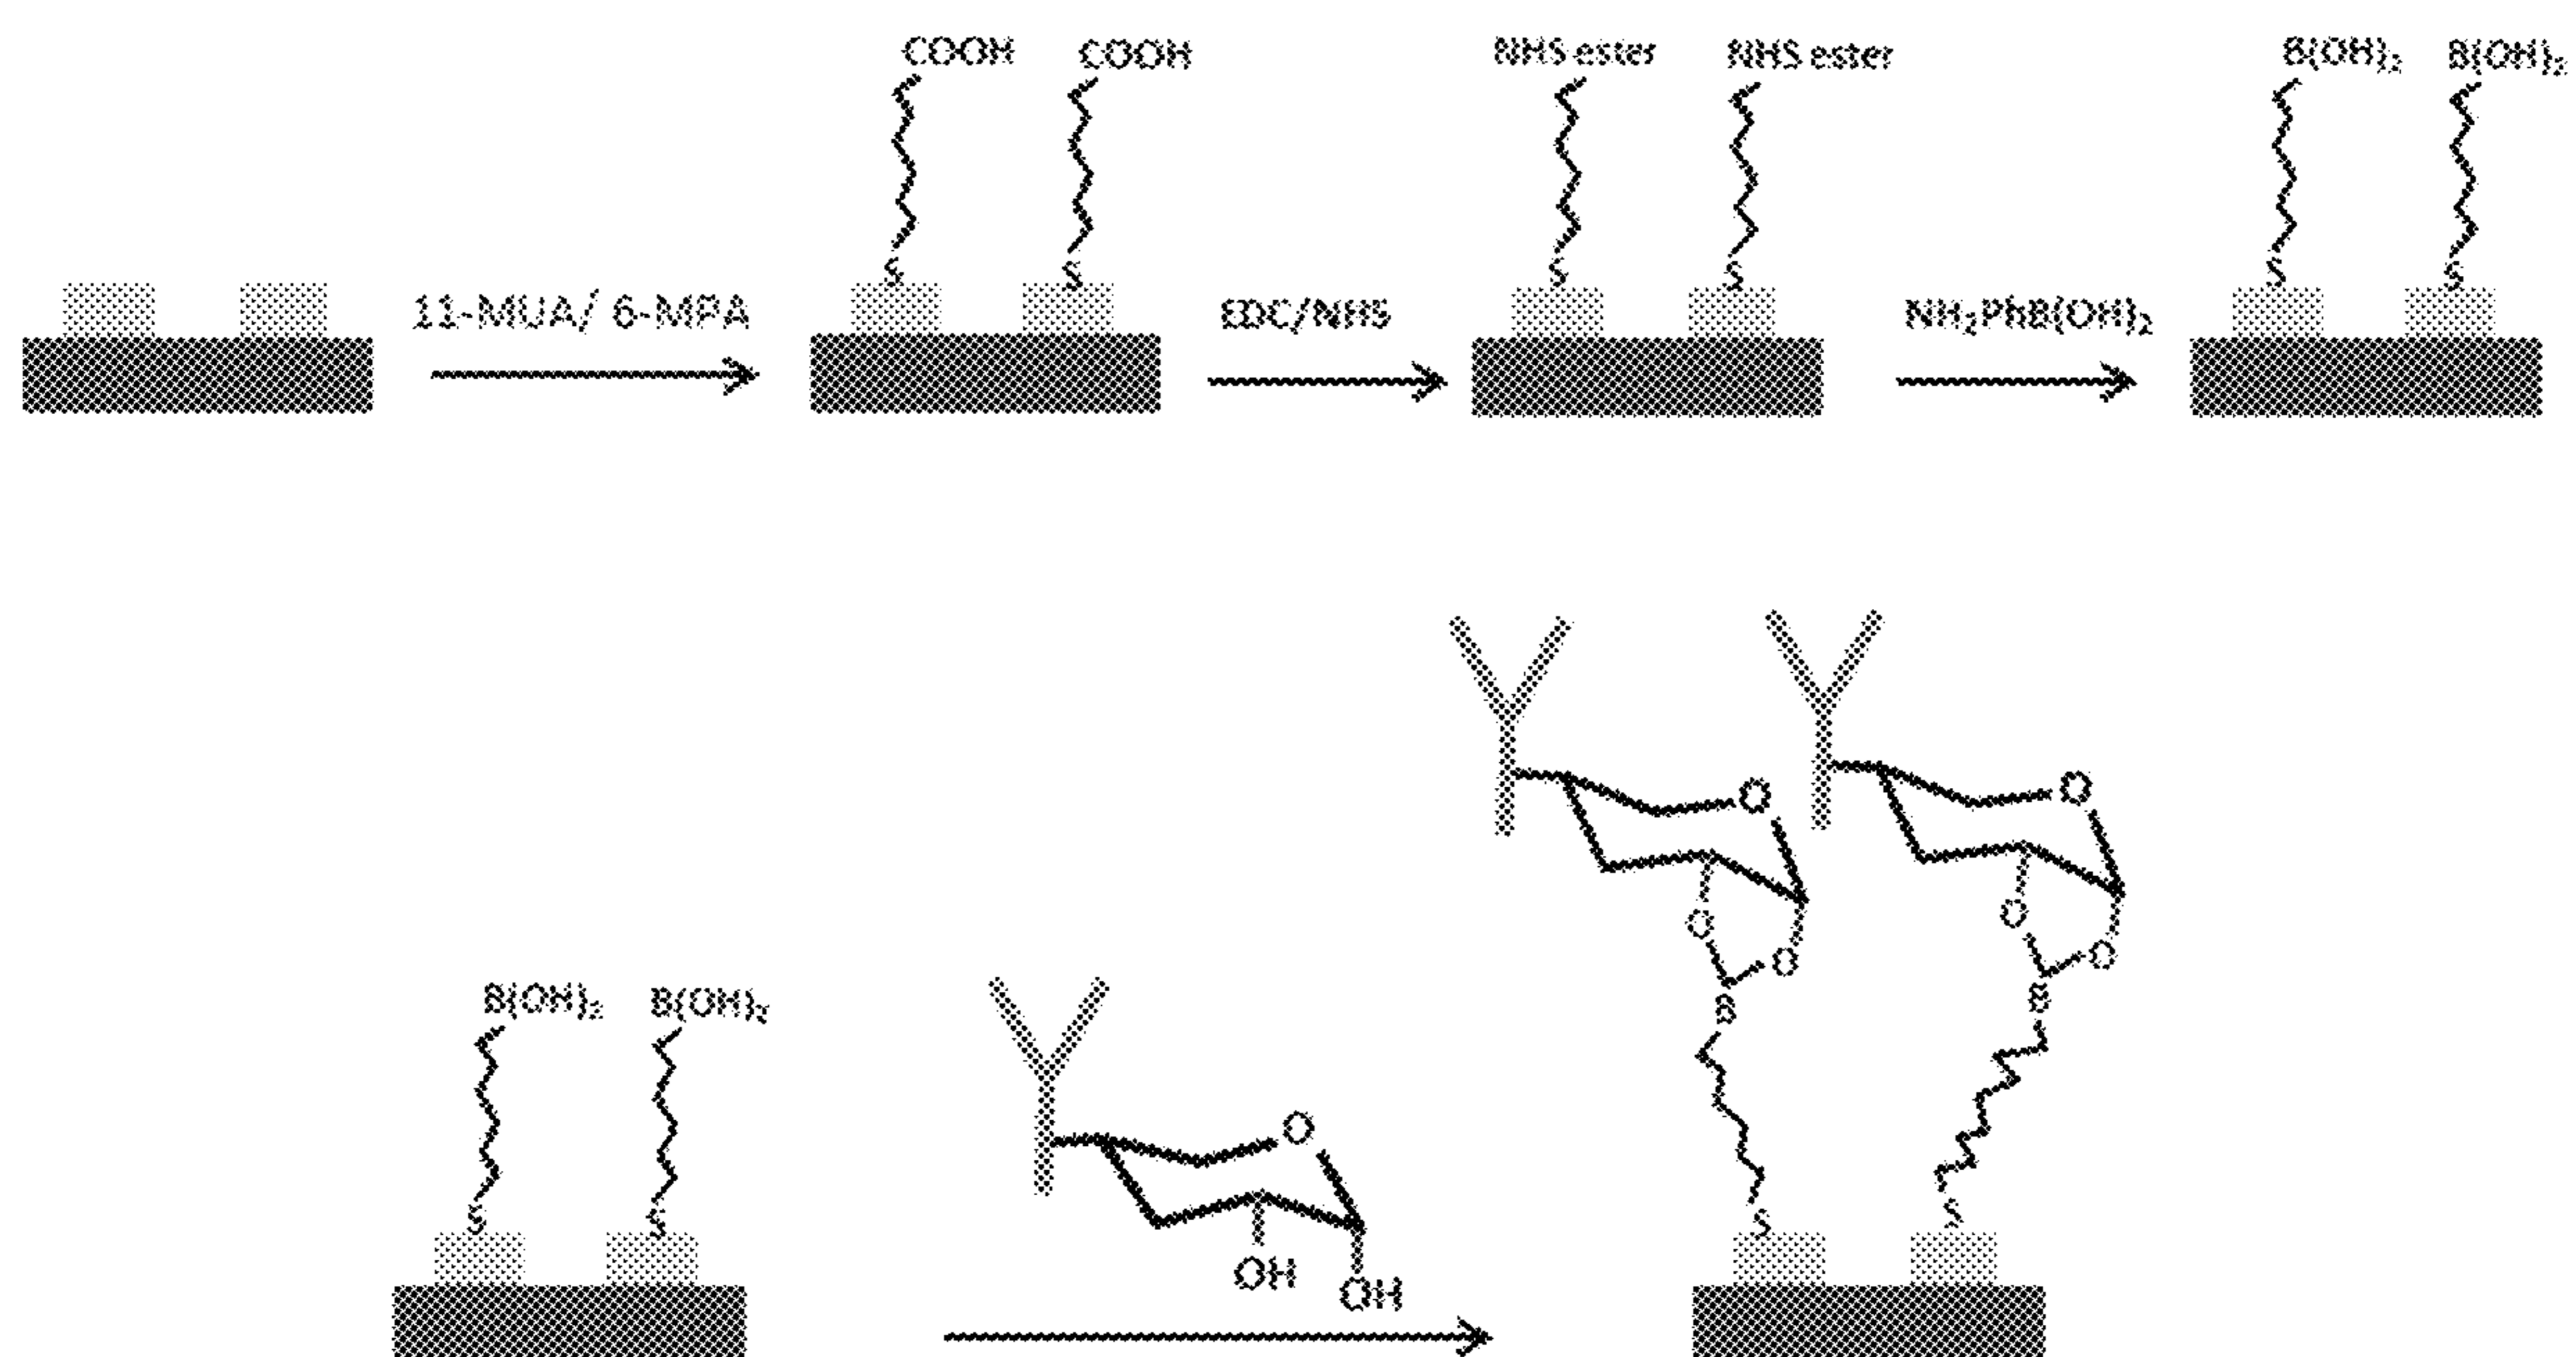 COOH COOH NHS ester NHS ester B(OH)₂ B(OH)₂
S S S S S S
11-MUA/ 6-MPA EDC/NHS NH₂PhB(OH)₂
O O
O O
O O
B(OH)₂ B(OH)₂ B B
O
S S S S
OH
OH